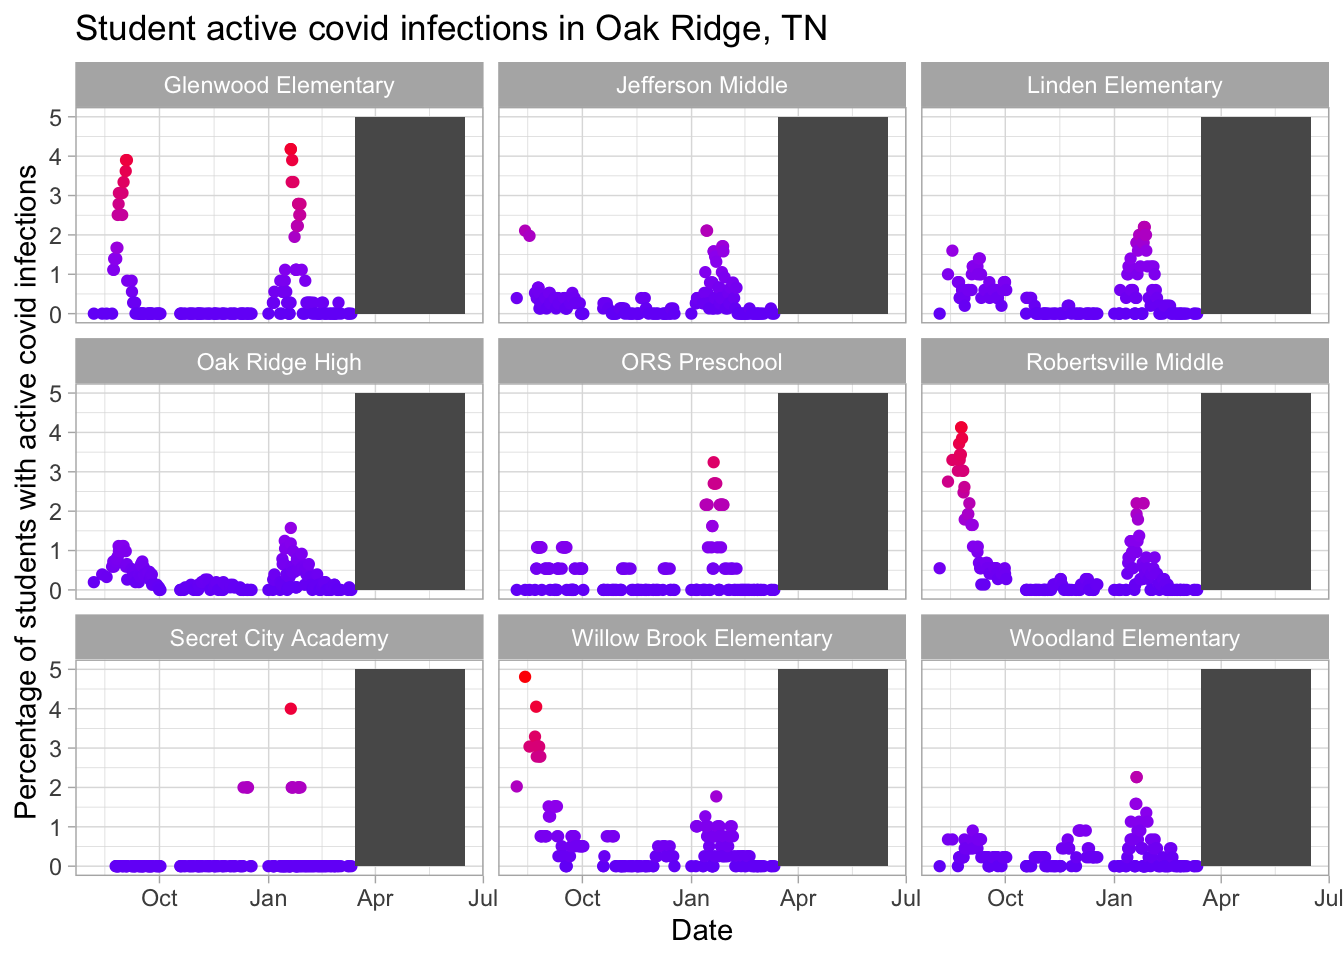 Student active covid infections in Oak Ridge, TN
Percentage of students with active covid infections
Glenwood Elementary
Jefferson Middle
Linden Elementary
5
4
3
2
1
0
Oak Ridge High
ORS Preschool
Robertsville Middle
5
4
3
2
1
0
Secret City Academy
Willow Brook Elementary
Woodland Elementary
5
4
3
2
1
0
Oct Jan Apr Jul
Oct Jan Apr Jul
Oct Jan Apr Jul
Date